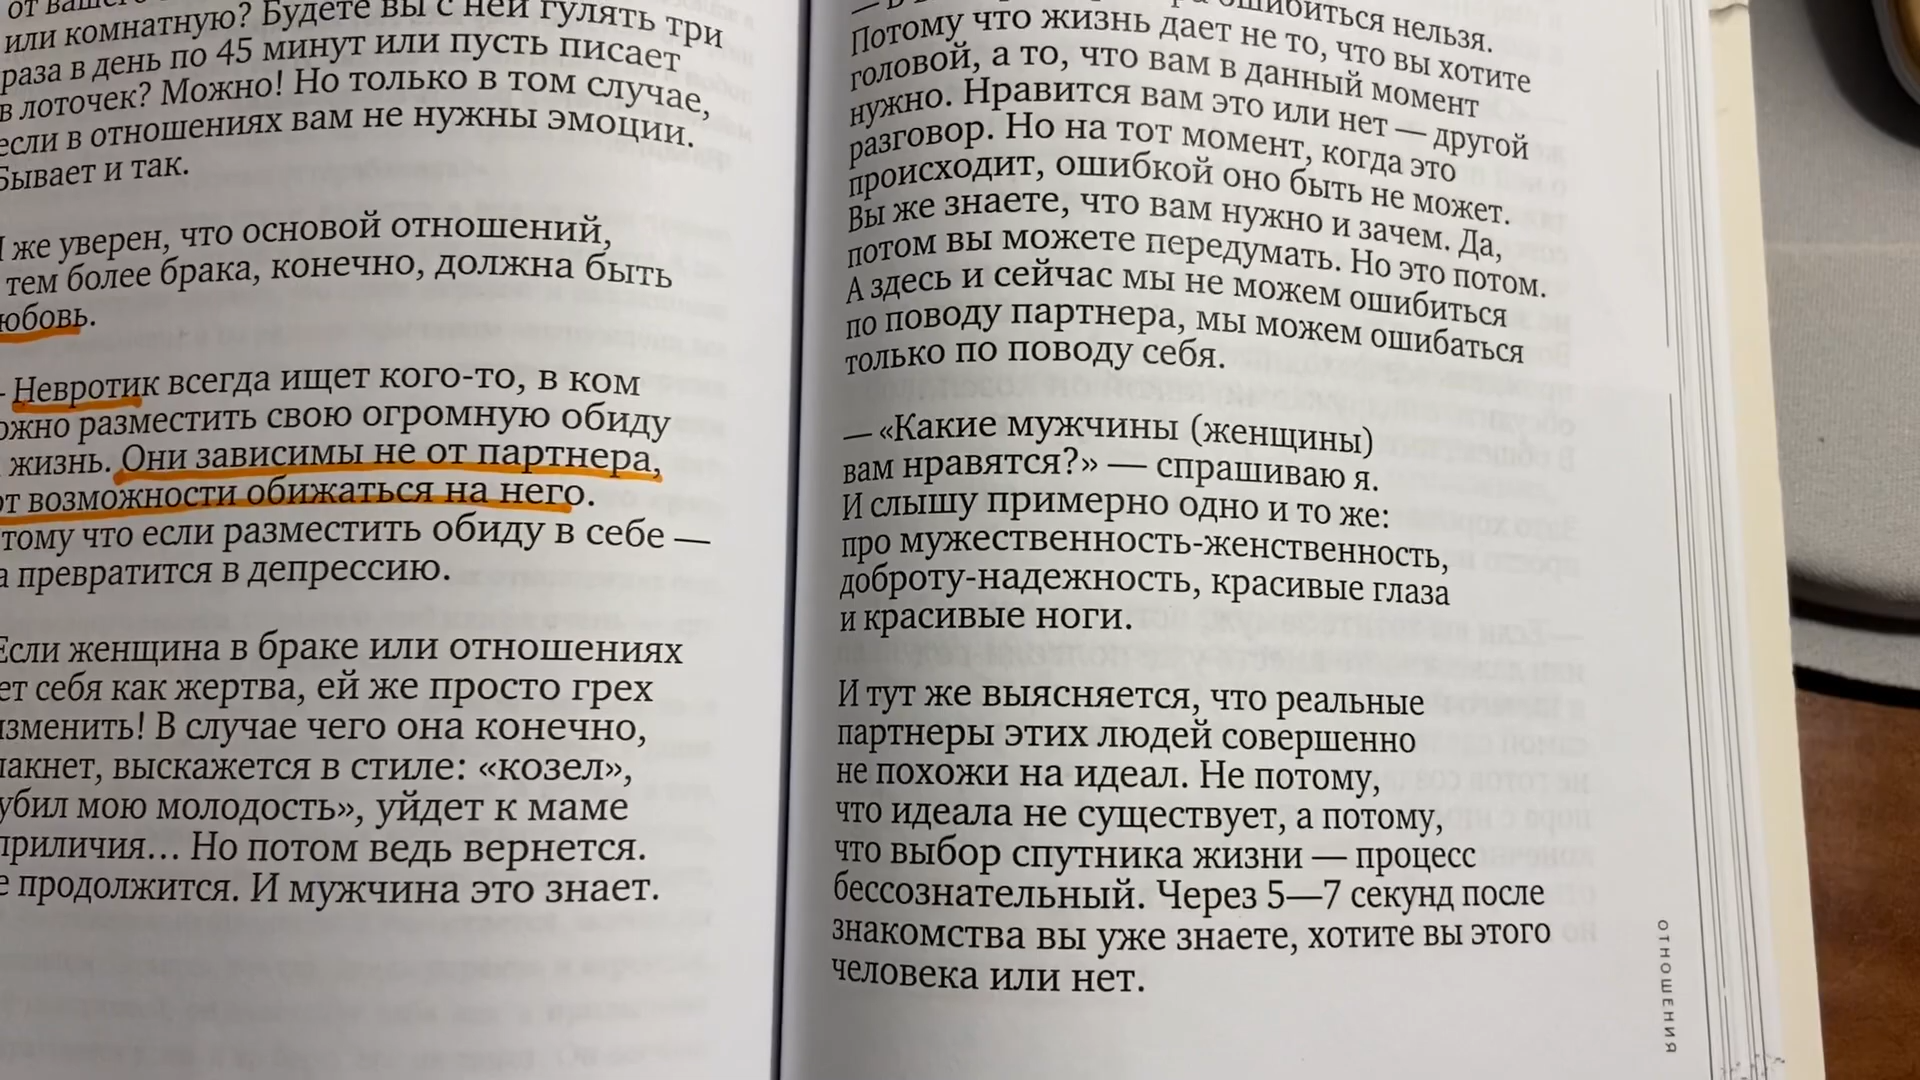 от вашего
или комнатную? Будете вы с ней гулять три
раза в день по 45 минут или пусть писает
в лоточек? Можно! Но только в том случае,
если в отношениях вам не нужны эмоции.
Бывает и так.
же уверен, что основой отношений,
тем более брака, конечно, должна быть
юбовь.
- Невротик всегда ищет кого-то, в ком
ожно разместить свою огромную обиду
жизнь. Они зависимы не от партнера,
от возможности обижаться на него.
тому что если разместить обиду в себе —
а превратится в депрессию.
Если женщина в браке или отношениях
ет себя как жертва, ей же просто грех
изменить! В случае чего она конечно,
лакнет, выскажется в стиле: «козел»,
убил мою молодость», уйдет к маме
приличия... Но потом ведь вернется.
е продолжится. И мужчина это знает.
ошибиться нельзя.
Потому что жизнь дает не то, что вы хотите
головой, а то, что вам в данный момент
нужно. Нравится вам это или нет — другой
разговор. Но на тот момент, когда это
происходит, ошибкой оно быть не может.
Вы же знаете, что вам нужно и зачем. Да,
потом вы можете передумать. Но это потом.
А здесь и сейчас мы не можем ошибиться
по поводу партнера, мы можем ошибаться
только по поводу себя.
— «Какие мужчины (женщины)
вам нравятся?» — спрашиваю я.
И слышу примерно одно и то же:
про мужественность-женственность,
доброту-надежность, красивые глаза
и красивые ноги.
И тут же выясняется, что реальные
партнеры этих людей совершенно
не похожи на идеал. Не потому,
что идеала не существует, а потому,
что выбор спутника жизни — процесс
бессознательный. Через 5—7 секунд после
знакомства вы уже знаете, хотите вы этого
человека или нет.
ОТНОШЕНИЯ